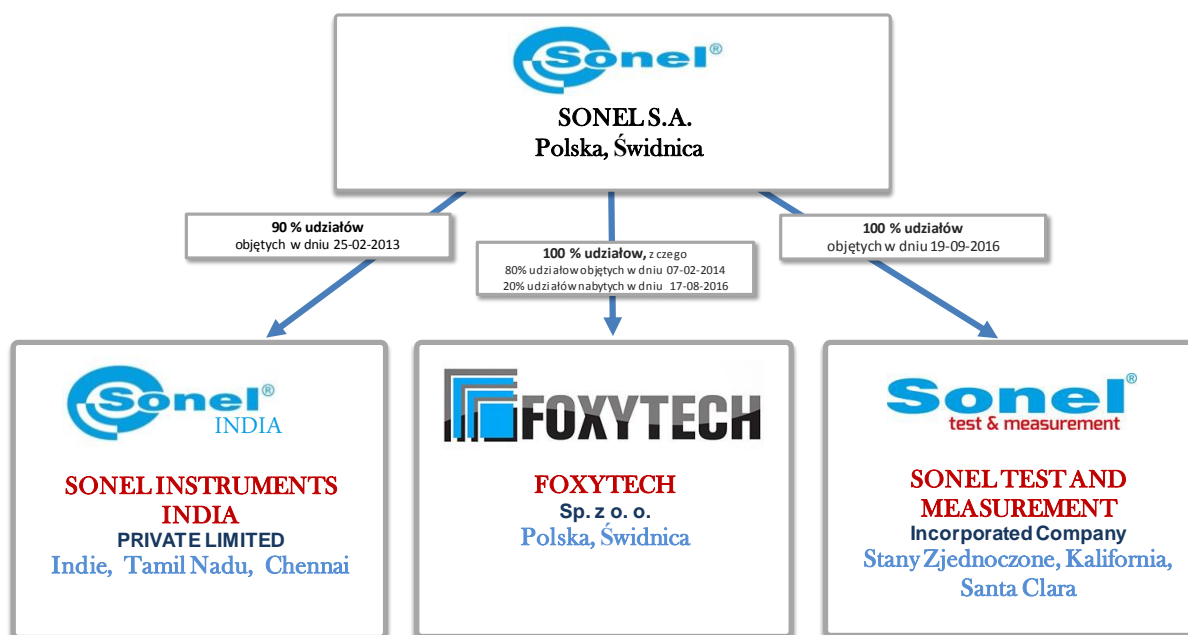 Sonel®
SONEL S.A.
Polska, Świdnica
90 % udziałów
objętych w dniu 25-02-2013
100 % udziałow, z czego
80% udziałow objętych w dniu 07-02-2014
20% udziałów nabytych w dniu 17-08-2016
100 % udziałów
objętych w dniu 19-09-2016
Sonel®
INDIA
SONEL INSTRUMENTS
INDIA
PRIVATE LIMITED
Indie, Tamil Nadu, Chennai
FOXYTECH
FOXYTECH
Sp. z o. o.
Polska, Świdnica
Sonel®
test & measurement
SONEL TEST AND
MEASUREMENT
Incorporated Company
Stany Zjednoczone, Kalifornia,
Santa Clara